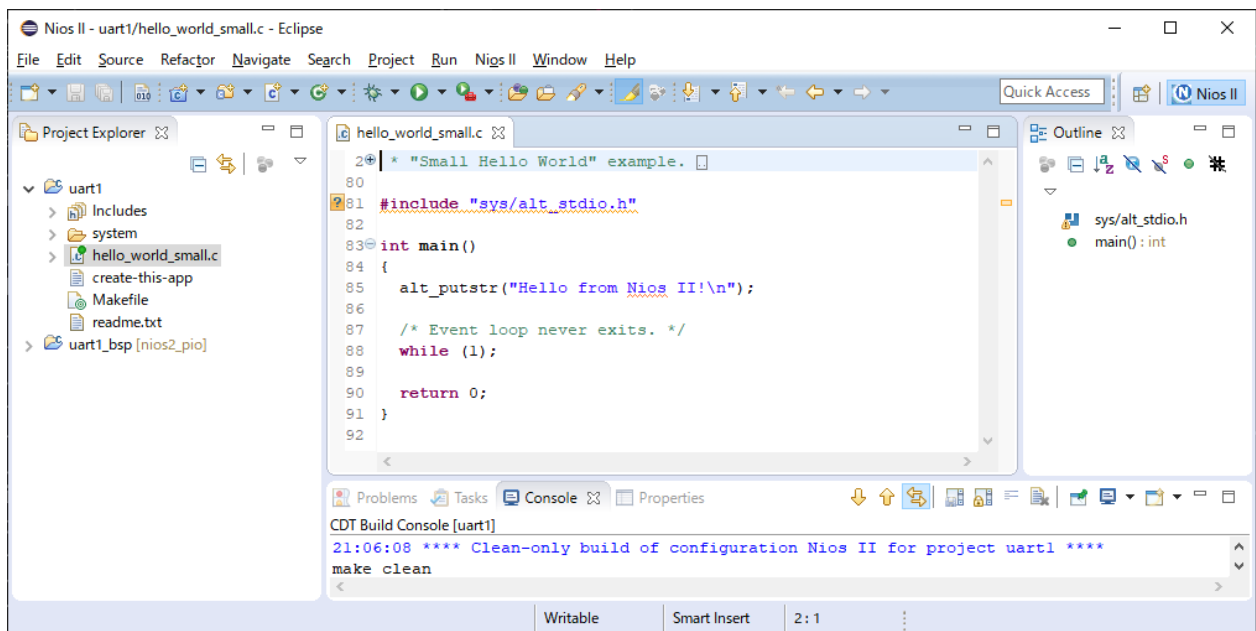 Nios II - uart1/hello_world_small.c - Eclipse
File Edit Source Refactor Navigate Search Project Run Nios II Window Help
Quick Access
Nios II
Project Explorer
uart1
Includes
system
hello_world_small.c
create-this-app
Makefile
readme.txt
uart1_bsp [nios2_pio]
hello_world_small.c
2 * "Small Hello World" example.
80
81 #include "sys/alt_stdio.h"
82
83 int main()
84 {
85 alt_putstr("Hello from Nios II!\n");
86
87 /* Event loop never exits. */
88 while (1);
89
90 return 0;
91 }
92
Outline
sys/alt_stdio.h
main() : int
Problems Tasks Console Properties
CDT Build Console [uart1]
21:06:08 **** Clean-only build of configuration Nios II for project uart1 ****
make clean
Writable Smart Insert 2 : 1